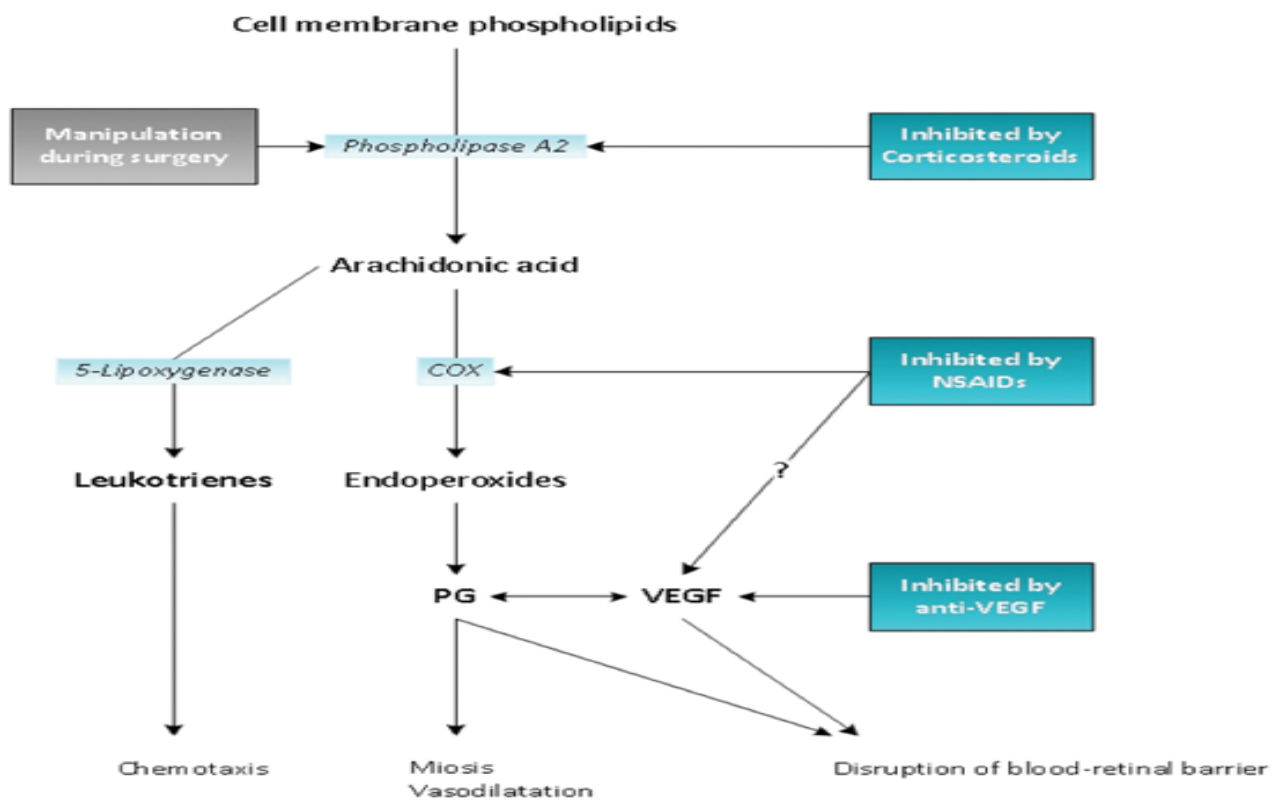 Cell membrane phospholipids
Manipulation
during surgery
Phospholipase A2
Inhibited by
Corticosteroids
Arachidonic acid
5-Lipoxygenase
COX
Inhibited by
NSAIDs
Leukotrienes
Endoperoxides
?
PG
VEGF
Inhibited by
anti-VEGF
Chemotaxis
Miosis
Vasodilatation
Disruption of blood-retinal barrier